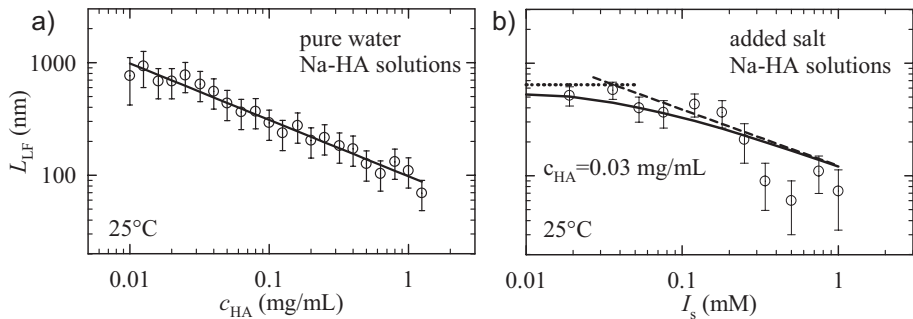 a)
pure water
Na-HA solutions
25°C
L_LF (nm)
1000
100
0.01
0.1
1
c_HA (mg/mL)
b)
added salt
Na-HA solutions
c_HA=0.03 mg/mL
25°C
0.01
0.1
1
I_s (mM)